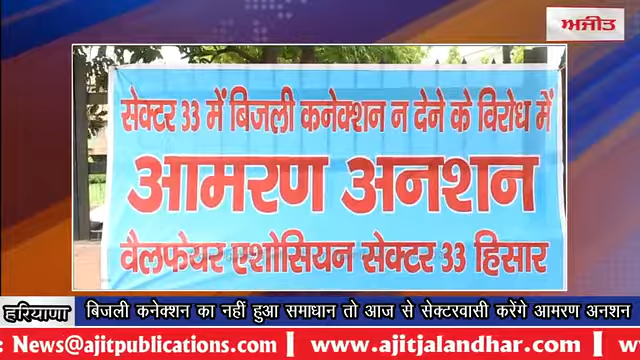 ਅਜੀਤ
सेक्टर 33 में बिजली कनेक्शन न देने के विरोध में
आमरण अनशन
वैलफेयर एशोसियन सेक्टर 33 हिसार
हरियाणा बिजली कनेक्शन का नहीं हुआ समाधान तो आज से सेक्टरवासी करेंगे आमरण अनशन
: News@ajitpublications.com | www.ajitjalandhar.com | w